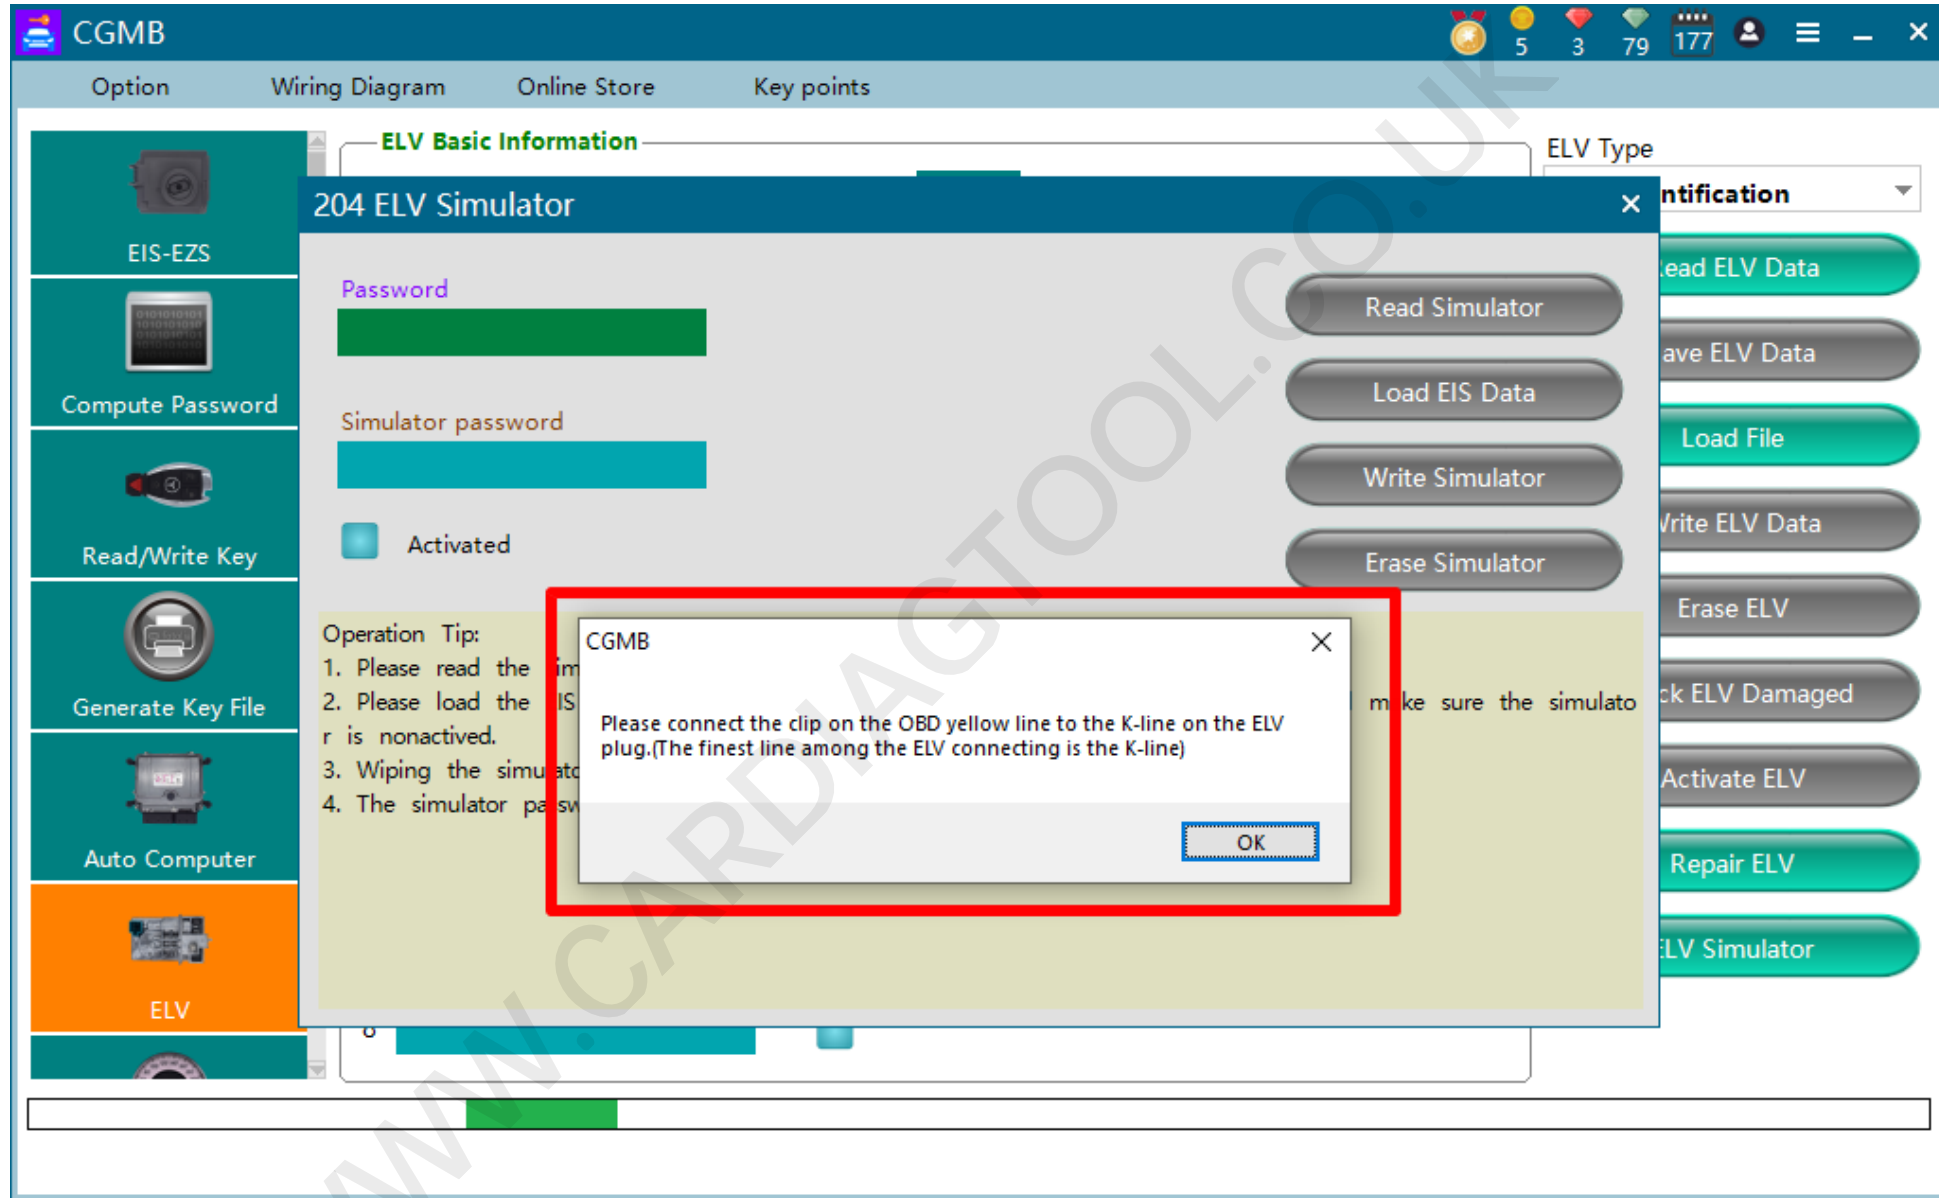 CGMB
5
3
79
177
Option
Wiring Diagram
Online Store
Key points
EIS-EZS
Compute Password
Read/Write Key
Generate Key File
Auto Computer
ELV
ELV Basic Information
204 ELV Simulator
Password
Simulator password
Activated
Read Simulator
Load EIS Data
Write Simulator
Erase Simulator
Operation Tip:
1. Please read the
2. Please load the make sure the simulato
r is nonactived.
3. Wiping the
4. The simulator
CGMB
Please connect the clip on the OBD yellow line to the K-line on the ELV
plug.(The finest line among the ELV connecting is the K-line)
OK
ELV Type
ntification
ead ELV Data
ave ELV Data
Load File
Write ELV Data
Erase ELV
ck ELV Damaged
Activate ELV
Repair ELV
ELV Simulator
WWW.CARDIAGTOOL.CO.UK